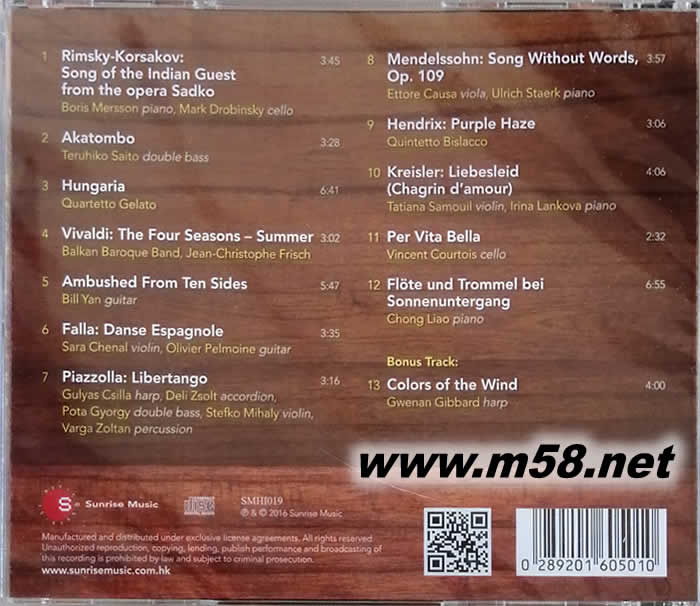 1 Rimsky-Korsakov: 3:45
Song of the Indian Guest
from the opera Sadko
Boris Mersson piano, Mark Drobinsky cello
2 Akatombo 3:28
Teruhiko Saito double bass
3 Hungaria 6:41
Quartetto Gelato
4 Vivaldi: The Four Seasons – Summer 3:02
Balkan Baroque Band, Jean-Christophe Frisch
5 Ambushed From Ten Sides 5:47
Bill Yan guitar
6 Falla: Danse Espagnole 3:35
Sara Chenal violin, Olivier Pelmoine guitar
7 Piazzolla: Libertango 3:16
Gulyas Csilla harp, Deli Zsolt accordion,
Pota Gyorgy double bass, Stefko Mihaly violin,
Varga Zoltan percussion
8 Mendelssohn: Song Without Words, 3:57
Op. 109
Ettore Causa viola, Ulrich Staerk piano
9 Hendrix: Purple Haze 3:06
Quintetto Bislacco
10 Kreisler: Liebesleid 4:06
(Chagrin d'amour)
Tatiana Samouil violin, Irina Lankova piano
11 Per Vita Bella 2:32
Vincent Courtois cello
12 Flöte und Trommel bei 6:55
Sonnenuntergang
Chong Liao piano
Bonus Track:
13 Colors of the Wind 4:00
Gwenan Gibbard harp
www.m58.net
S Sunrise Music
COMPACT disc DIGITAL AUDIO
SMHI019
℗ & © 2016 Sunrise Music
Manufactured and distributed under exclusive license agreements. All rights reserved.
Unauthorized reproduction, copying, lending, publish performance and broadcasting of
this recording is prohibited by law and subject to criminal prosecution.
www.sunrisemusic.com.hk
0 289201 605010